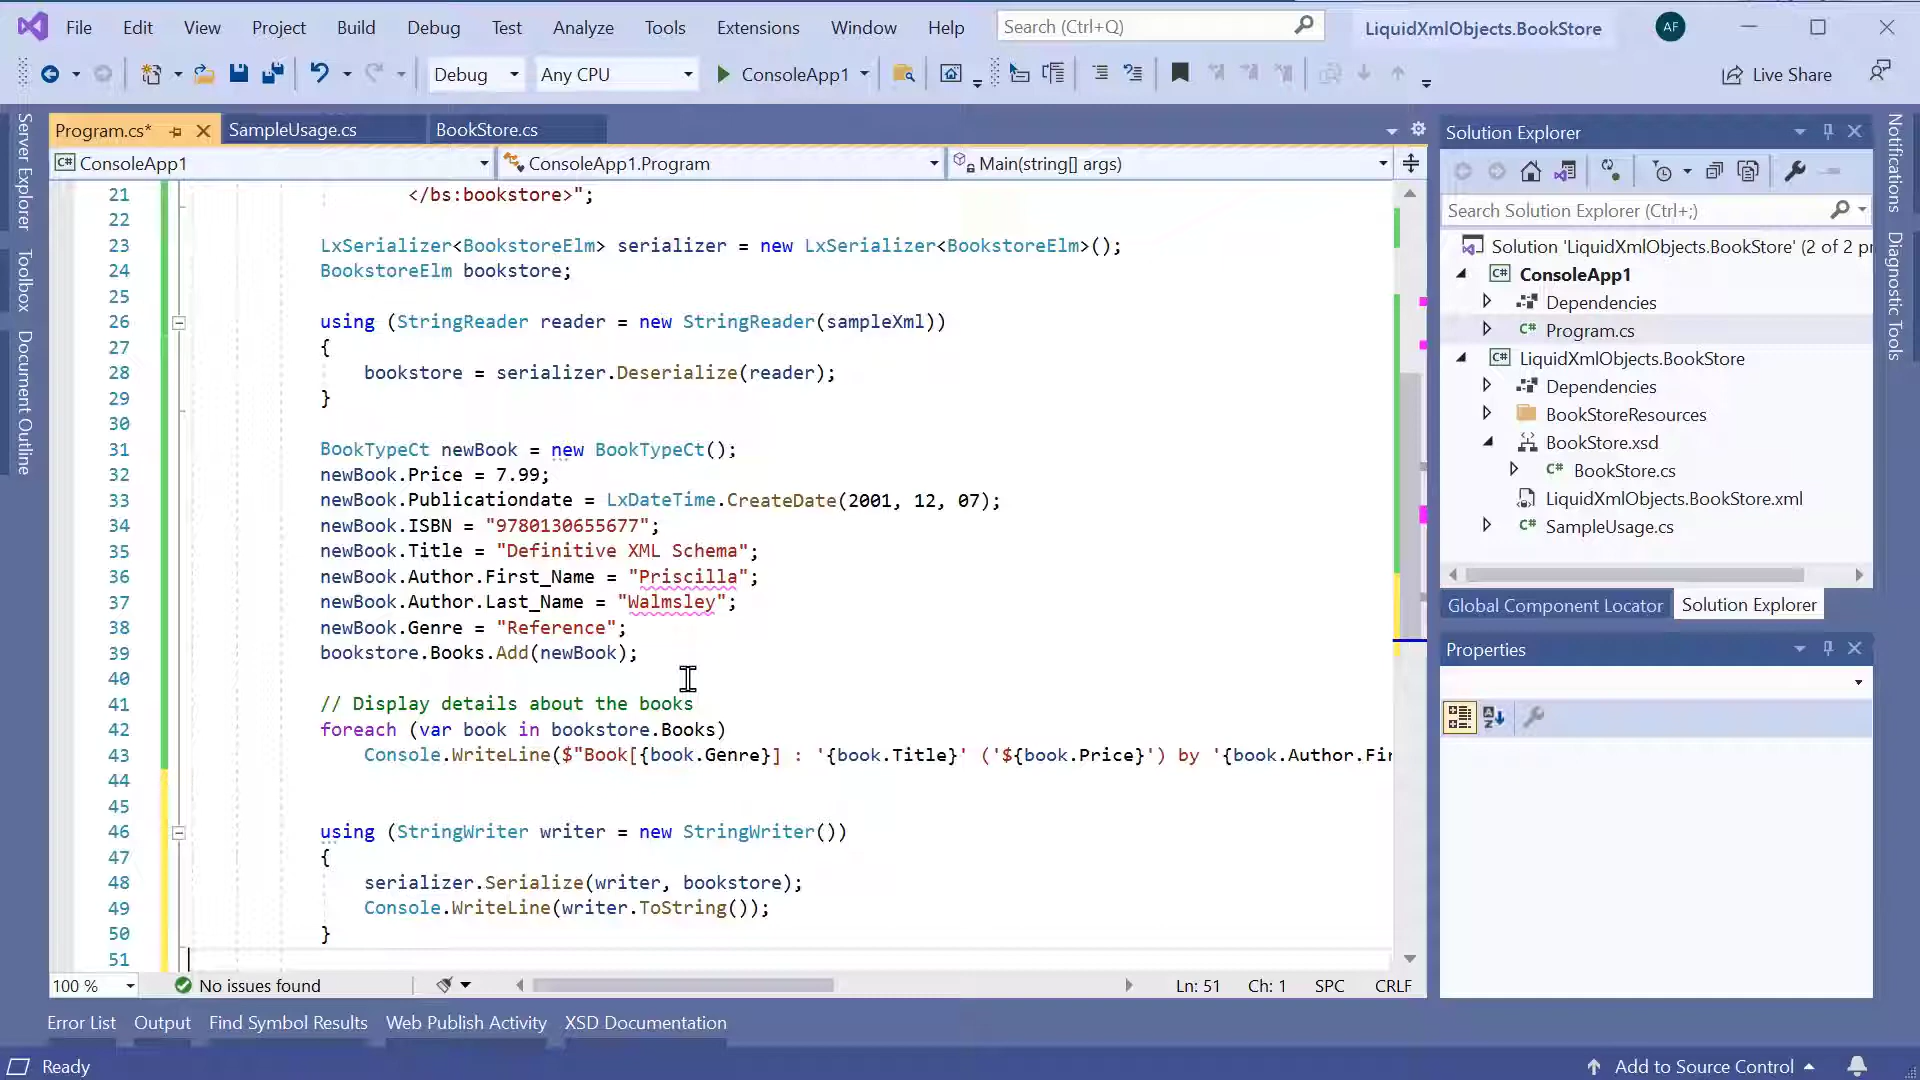 File Edit View Project Build Debug Test Analyze Tools Extensions Window Help Search (Ctrl+Q) LiquidXmlObjects.BookStore AF
Debug Any CPU ConsoleApp1 Live Share
Server Explorer
Toolbox
Document Outline
Program.cs* SampleUsage.cs BookStore.cs
ConsoleApp1 ConsoleApp1.Program Main(string[] args)
21 </bs:bookstore>";
22
23 LxSerializer<BookstoreElm> serializer = new LxSerializer<BookstoreElm>();
24 BookstoreElm bookstore;
25
26 using (StringReader reader = new StringReader(sampleXml))
27 {
28 bookstore = serializer.Deserialize(reader);
29 }
30
31 BookTypeCt newBook = new BookTypeCt();
32 newBook.Price = 7.99;
33 newBook.Publicationdate = LxDateTime.CreateDate(2001, 12, 07);
34 newBook.ISBN = "9780130655677";
35 newBook.Title = "Definitive XML Schema";
36 newBook.Author.First_Name = "Priscilla";
37 newBook.Author.Last_Name = "Walmsley";
38 newBook.Genre = "Reference";
39 bookstore.Books.Add(newBook);
40
41 // Display details about the books
42 foreach (var book in bookstore.Books)
43 Console.WriteLine($"Book[{book.Genre}] : '{book.Title}' ('${book.Price}') by '{book.Author.Fir
44
45
46 using (StringWriter writer = new StringWriter())
47 {
48 serializer.Serialize(writer, bookstore);
49 Console.WriteLine(writer.ToString());
50 }
51
100 % No issues found Ln: 51 Ch: 1 SPC CRLF
Error List Output Find Symbol Results Web Publish Activity XSD Documentation
Solution Explorer
Search Solution Explorer (Ctrl+;)
Solution 'LiquidXmlObjects.BookStore' (2 of 2 pr
C# ConsoleApp1
Dependencies
C# Program.cs
C# LiquidXmlObjects.BookStore
Dependencies
BookStoreResources
BookStore.xsd
C# BookStore.cs
LiquidXmlObjects.BookStore.xml
C# SampleUsage.cs
Global Component Locator Solution Explorer
Properties
Notifications
Diagnostic Tools
Ready Add to Source Control